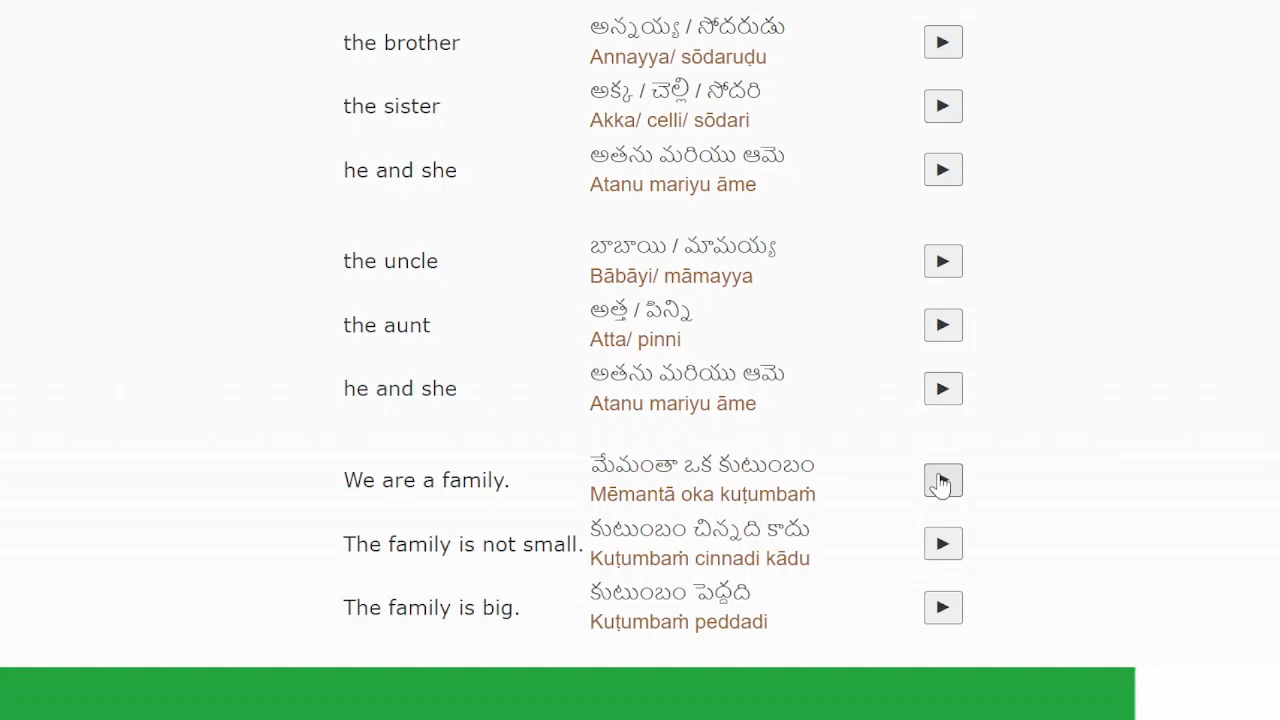 the brother
అన్నయ్య / సోదరుడు
Annayya/ sōdaruḍu
the sister
అక్క / చెల్లి / సోదరి
Akka/ celli/ sōdari
he and she
అతను మరియు ఆమె
Atanu mariyu āme
the uncle
బాబాయి / మామయ్య
Bābāyi/ māmayya
the aunt
అత్త / పిన్ని
Atta/ pinni
he and she
అతను మరియు ఆమె
Atanu mariyu āme
We are a family.
మేమంతా ఒక కుటుంబం
Mēmantā oka kuṭumbaṁ
The family is not small.
కుటుంబం చిన్నది కాదు
Kuṭumbaṁ cinnadi kādu
The family is big.
కుటుంబం పెద్దది
Kuṭumbaṁ peddadi